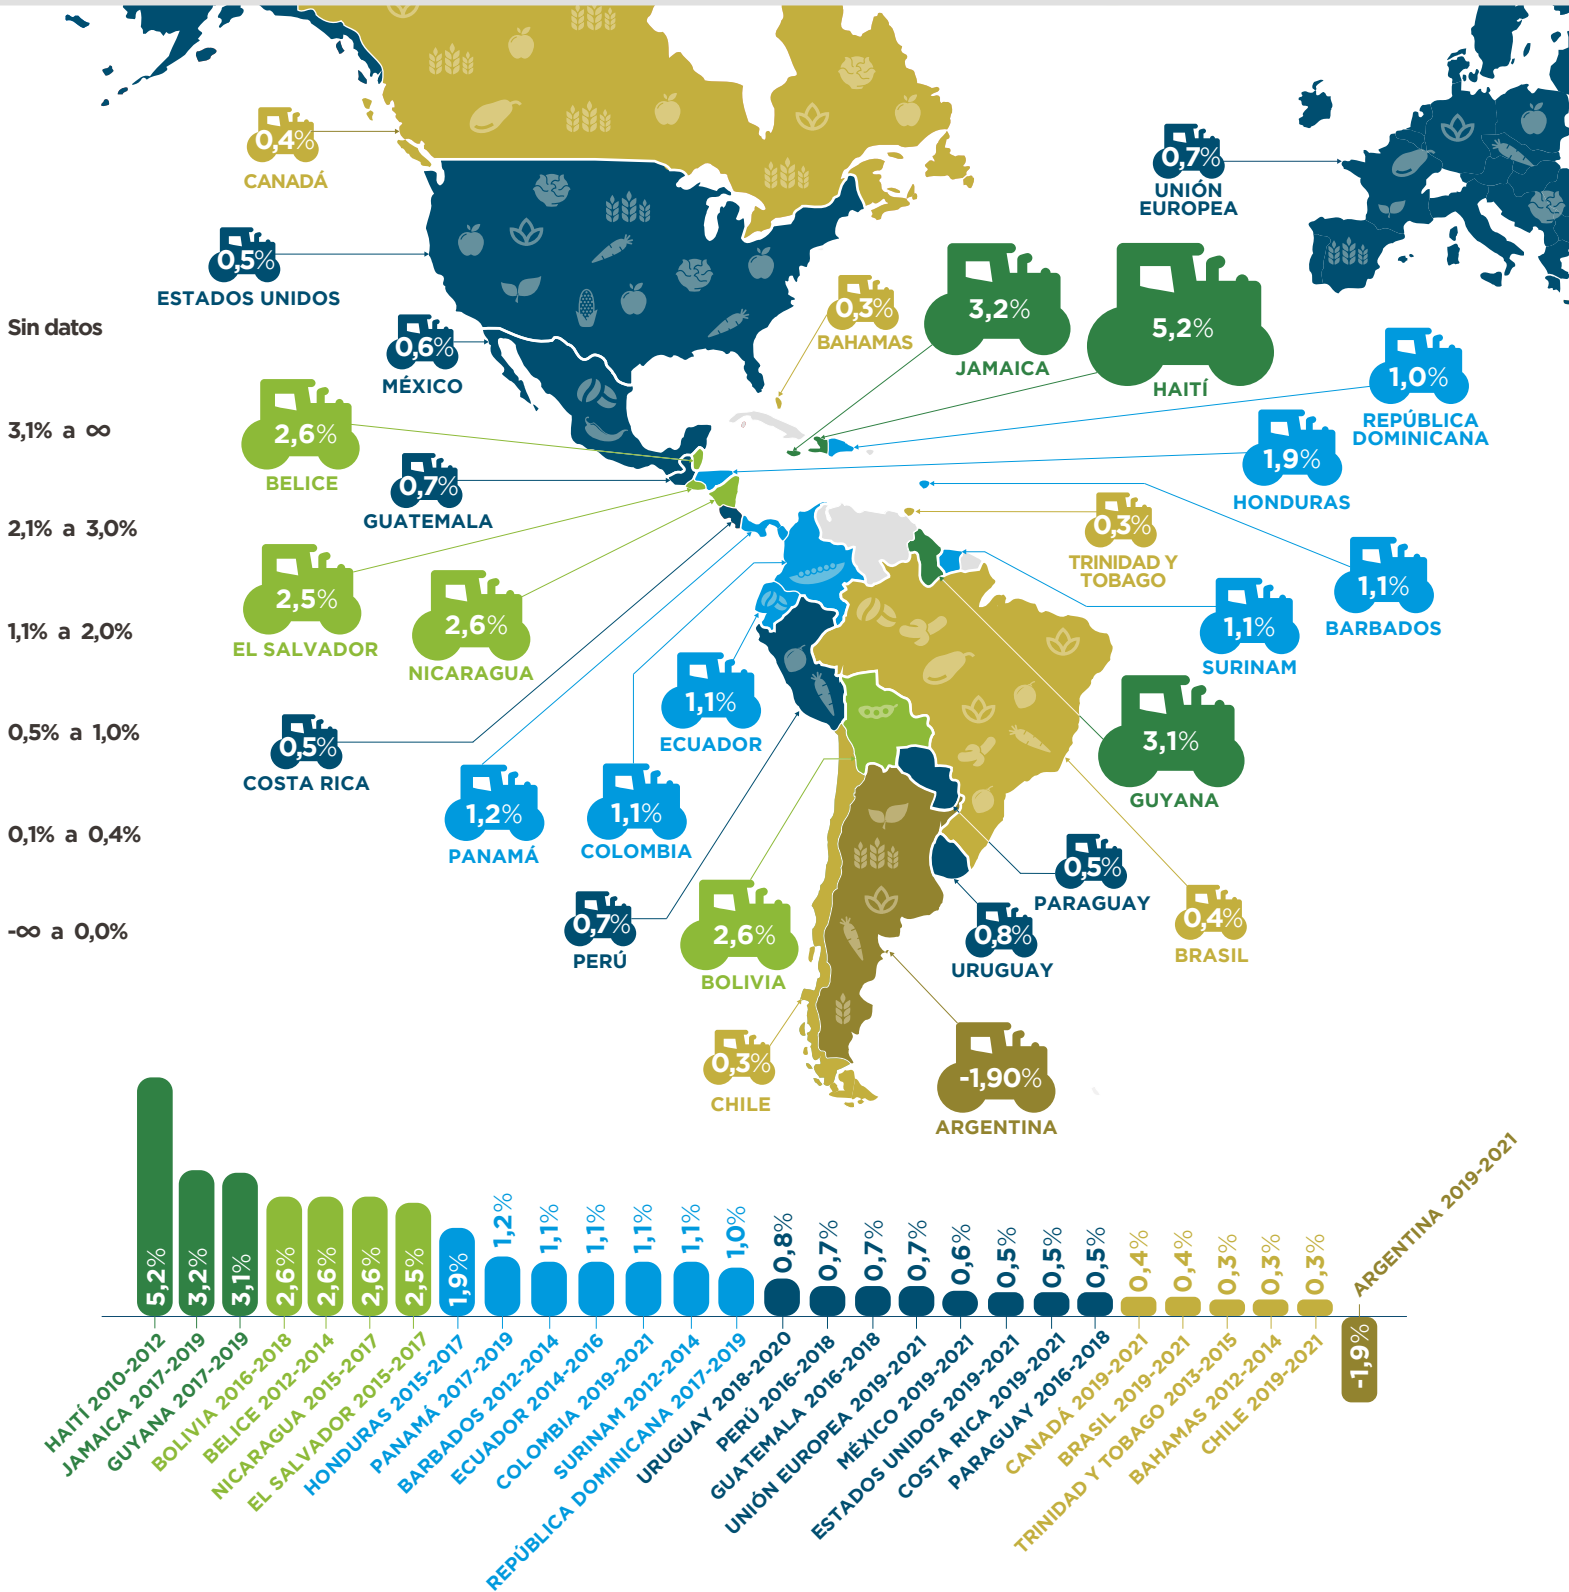 0,4%
CANADÁ
0,7%
UNIÓN
EUROPEA
0,5%
ESTADOS UNIDOS
Sin datos
0,6%
MÉXICO
0,3%
BAHAMAS
3,2%
JAMAICA
5,2%
HAITÍ
1,0%
REPÚBLICA
DOMINICANA
3,1% a ∞
2,6%
BELICE
0,7%
GUATEMALA
1,9%
HONDURAS
2,1% a 3,0%
0,3%
TRINIDAD Y
TOBAGO
1,1%
BARBADOS
2,5%
EL SALVADOR
2,6%
NICARAGUA
1,1% a 2,0%
1,1%
SURINAM
1,1%
ECUADOR
0,5% a 1,0%
0,5%
COSTA RICA
3,1%
GUYANA
1,2%
PANAMÁ
1,1%
COLOMBIA
0,1% a 0,4%
0,5%
PARAGUAY
0,7%
PERÚ
2,6%
BOLIVIA
0,8%
URUGUAY
0,4%
BRASIL
-∞ a 0,0%
0,3%
CHILE
-1,90%
ARGENTINA
5,2%
3,2%
3,1%
2,6%
2,6%
2,6%
2,5%
1,9%
1,2%
1,1%
1,1%
1,1%
1,1%
1,0%
0,8%
0,7%
0,7%
0,7%
0,6%
0,5%
0,5%
0,5%
0,4%
0,4%
0,3%
0,3%
0,3%
-1,9%
ARGENTINA 2019-2021
HAITÍ 2010-2012
JAMAICA 2017-2019
GUYANA 2017-2019
BOLIVIA 2016-2018
BELICE 2012-2014
NICARAGUA 2015-2017
EL SALVADOR 2015-2017
HONDURAS 2015-2017
PANAMÁ 2017-2019
BARBADOS 2012-2014
ECUADOR 2014-2016
COLOMBIA 2019-2021
SURINAM 2012-2014
REPÚBLICA DOMINICANA 2017-2019
URUGUAY 2018-2020
PERÚ 2016-2018
GUATEMALA 2016-2018
UNIÓN EUROPEA 2019-2021
MÉXICO 2019-2021
ESTADOS UNIDOS 2019-2021
COSTA RICA 2019-2021
PARAGUAY 2016-2018
CANADÁ 2019-2021
BRASIL 2019-2021
TRINIDAD Y TOBAGO 2013-2015
BAHAMAS 2012-2014
CHILE 2019-2021